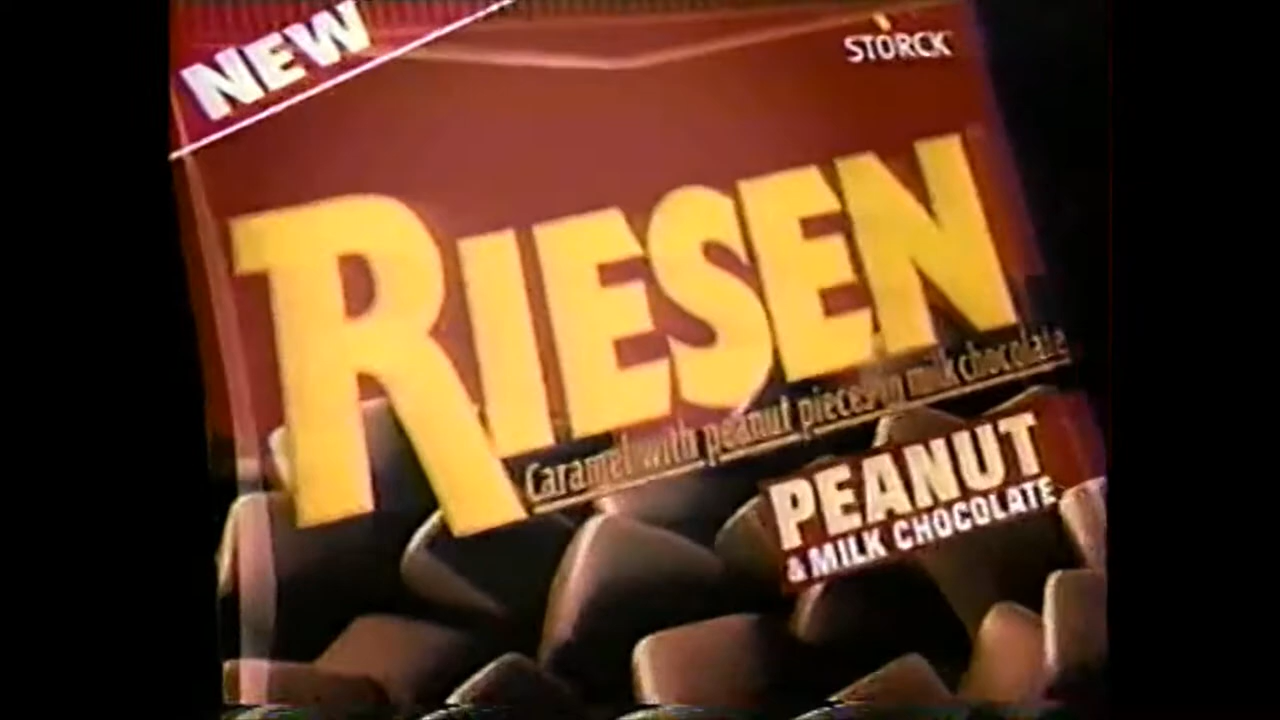 NEW
STORCK
RIESEN
Caramel with peanut pieces in milk chocolate
PEANUT
& MILK CHOCOLATE